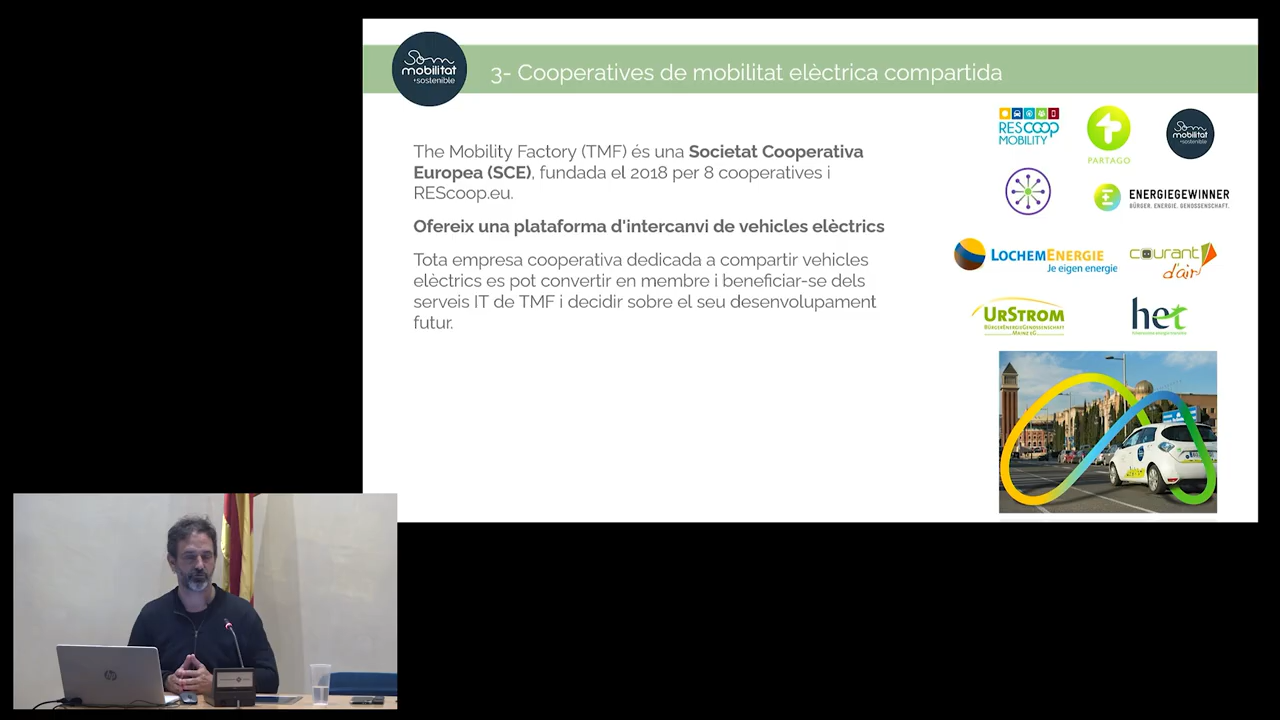 Som
mobilitat
+sostenible
3- Cooperatives de mobilitat elèctrica compartida
The Mobility Factory (TMF) és una Societat Cooperativa
Europea (SCE), fundada el 2018 per 8 cooperatives i
REScoop.eu.
Ofereix una plataforma d'intercanvi de vehicles elèctrics
Tota empresa cooperativa dedicada a compartir vehicles
elèctrics es pot convertir en membre i beneficiar-se dels
serveis IT de TMF i decidir sobre el seu desenvolupament
futur.
RESCOOP
MOBILITY
PARTAGO
Som
mobilitat
+sostenible
ENERGIEGEWINNER
BÜRGER. ENERGIE. GENOSSENSCHAFT.
LOCHEMENERGIE
Je eigen energie
courant
d'air
URSTROM
BÜRGERENERGIEGENOSSENSCHAFT
MAINZ EG
het
hp